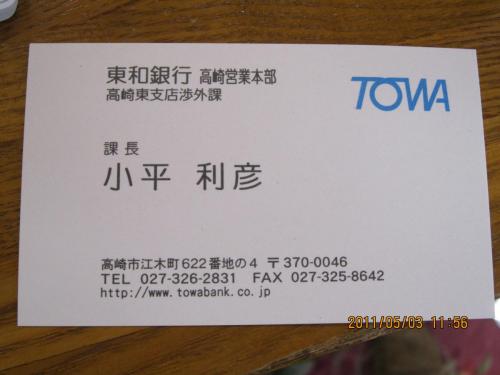 東和銀行 高崎営業本部
高崎東支店渉外課
TOWA
課長
小平 利彦
高崎市江木町622番地の4 〒370-0046
TEL 027-326-2831 FAX 027-325-8642
http://www.towabank.co.jp
2011/05/03 11:56